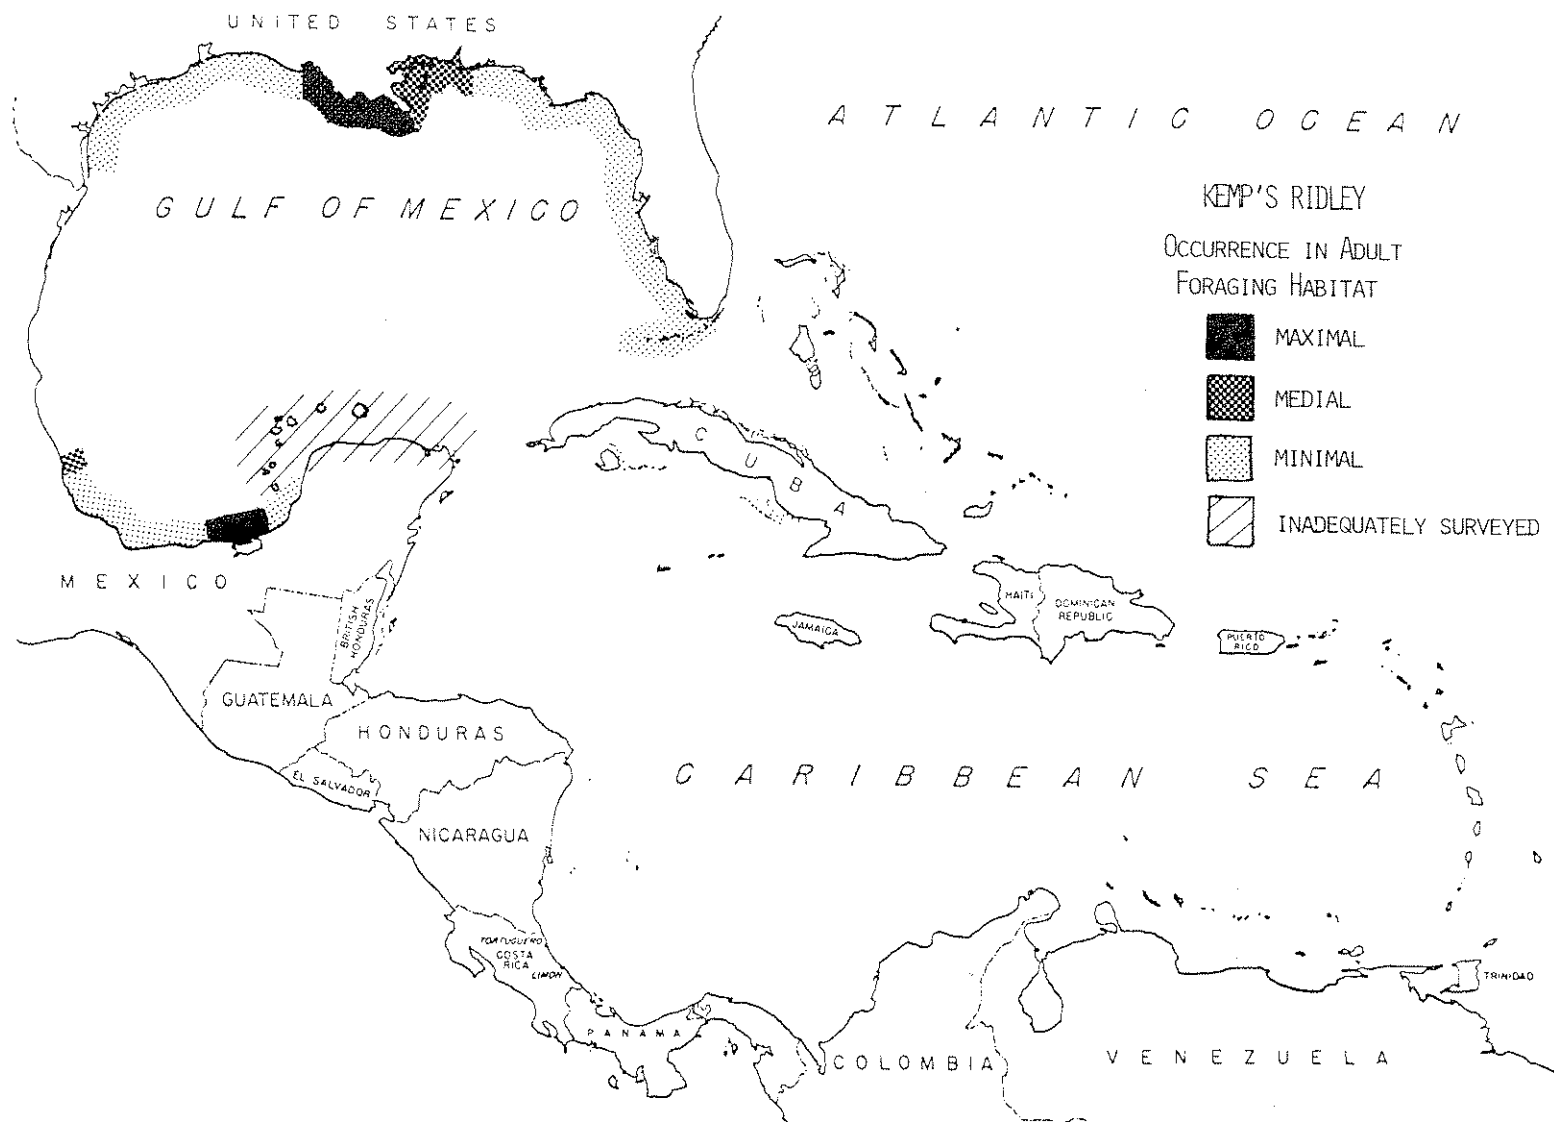 UNITED STATES
ATLANTIC OCEAN
GULF OF MEXICO
KEMP'S RIDLEY
OCCURRENCE IN ADULT
FORAGING HABITAT
MAXIMAL
MEDIAL
MINIMAL
INADEQUATELY SURVEYED
CUBA
MEXICO
BRITISH
HONDURAS
GUATEMALA
HONDURAS
EL SALVADOR
NICARAGUA
JAMAICA
HAITI
DOMINICAN
REPUBLIC
PUERTO
RICO
CARIBBEAN SEA
TORTUGUERO
COSTA
RICA
LIMON
PANAMA
COLOMBIA
VENEZUELA
TRINIDAD